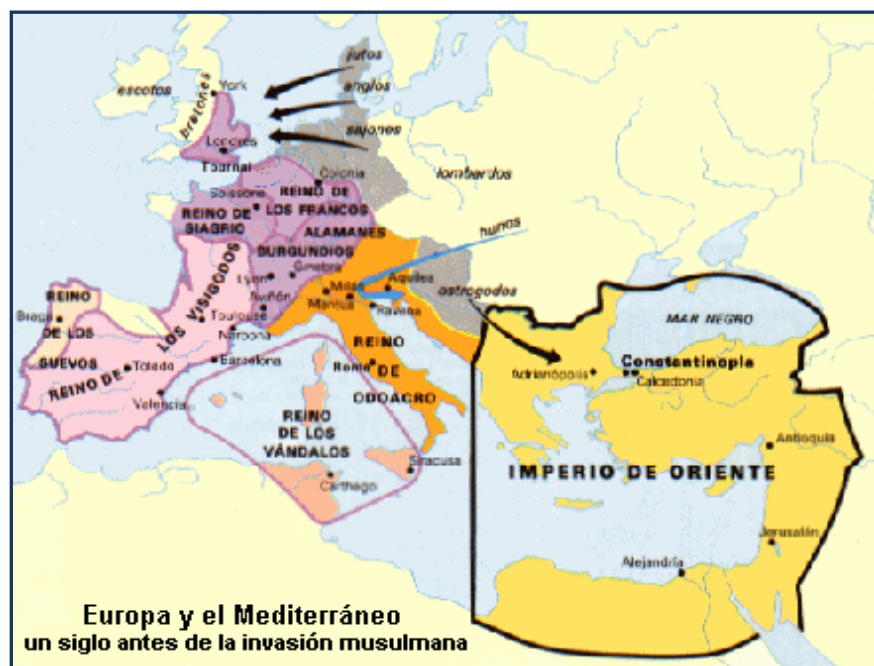 jutos
anglos
sajones
escotos
bretones
York
Londres
Tournai
Colonia
lombardos
Soissons
REINO DE
LOS FRANCOS
REINO DE
SIAGRIO
ALAMANES
BURGUNDIOS
hunos
Ginebra
Lyon
Milán
Aquilea
Mantua
Aviñón
Ravena
ostrogodos
MAR NEGRO
REINO
DE LOS
SUEVOS
Braga
REINO DE
LOS VISIGODOS
Toulouse
Narbona
Barcelona
Toledo
Valencia
REINO
DE
ODOACRO
Roma
Constantinopla
Adrianópolis
Calcedonia
REINO
DE LOS
VÁNDALOS
Siracusa
Carthago
Antioquia
IMPERIO DE ORIENTE
Jerusalén
Alejandría
Europa y el Mediterráneo
un siglo antes de la invasión musulmana